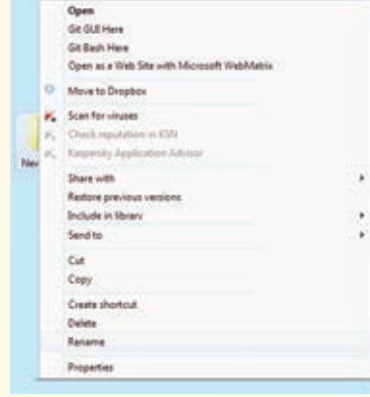 Open
Git GUI Here
Git Bash Here
Open as a Web Site with Microsoft WebMatrix
Move to Dropbox
Scan for viruses
Check reputation in KSN
Kaspersky Application Advisor
New
Share with
Restore previous versions
Include in library
Send to
Cut
Copy
Create shortcut
Delete
Rename
Properties